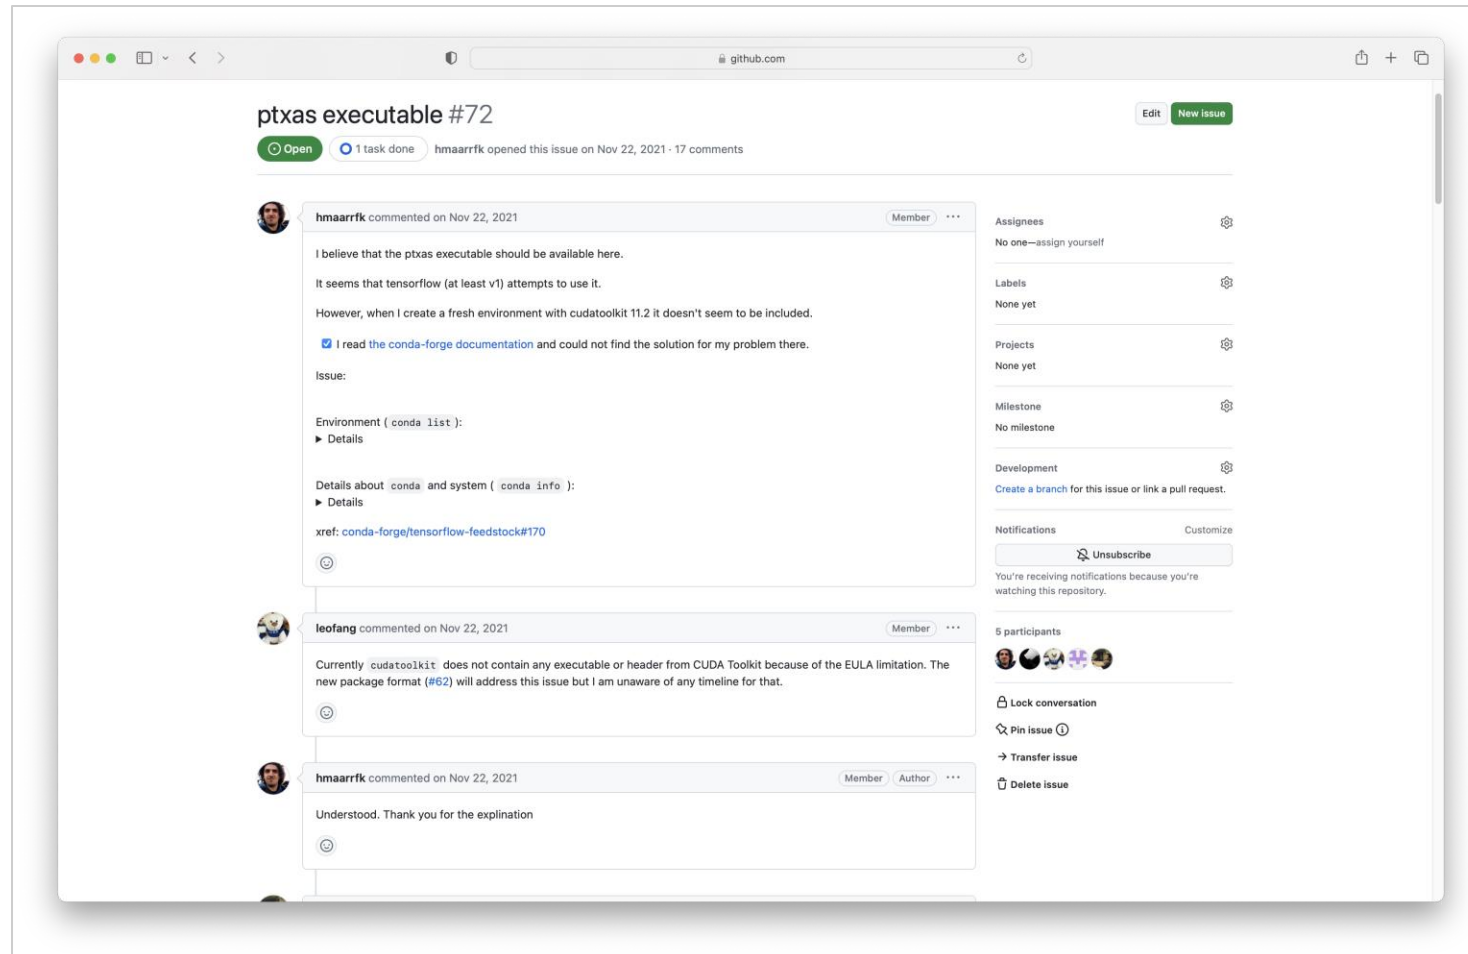 github.com
ptxas executable #72
Edit
New issue
Open
1 task done
hmaarrfk opened this issue on Nov 22, 2021 · 17 comments
hmaarrfk commented on Nov 22, 2021
Member
I believe that the ptxas executable should be available here.
It seems that tensorflow (at least v1) attempts to use it.
However, when I create a fresh environment with cudatoolkit 11.2 it doesn't seem to be included.
I read the conda-forge documentation and could not find the solution for my problem there.
Issue:
Environment ( conda list ):
Details
Details about conda and system ( conda info ):
Details
xref: conda-forge/tensorflow-feedstock#170
leofang commented on Nov 22, 2021
Member
Currently cudatoolkit does not contain any executable or header from CUDA Toolkit because of the EULA limitation. The
new package format (#62) will address this issue but I am unaware of any timeline for that.
hmaarrfk commented on Nov 22, 2021
Member
Author
Understood. Thank you for the explination
Assignees
No one—assign yourself
Labels
None yet
Projects
None yet
Milestone
No milestone
Development
Create a branch for this issue or link a pull request.
Notifications
Customize
Unsubscribe
You're receiving notifications because you're
watching this repository.
5 participants
Lock conversation
Pin issue
Transfer issue
Delete issue